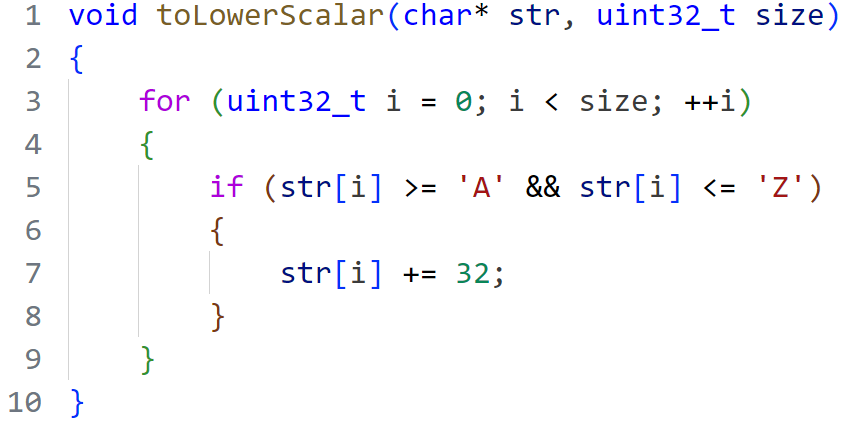 1 void toLowerScalar(char* str, uint32_t size)
2 {
3     for (uint32_t i = 0; i < size; ++i)
4     {
5         if (str[i] >= 'A' && str[i] <= 'Z')
6         {
7             str[i] += 32;
8         }
9     }
10 }